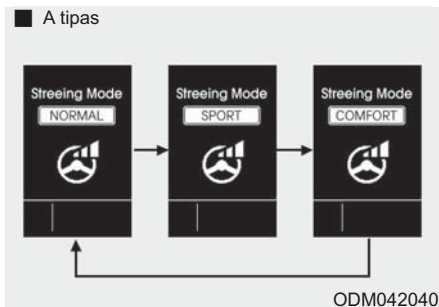 A tipas
Streeing Mode
NORMAL
Streeing Mode
SPORT
Streeing Mode
COMFORT
ODM042040